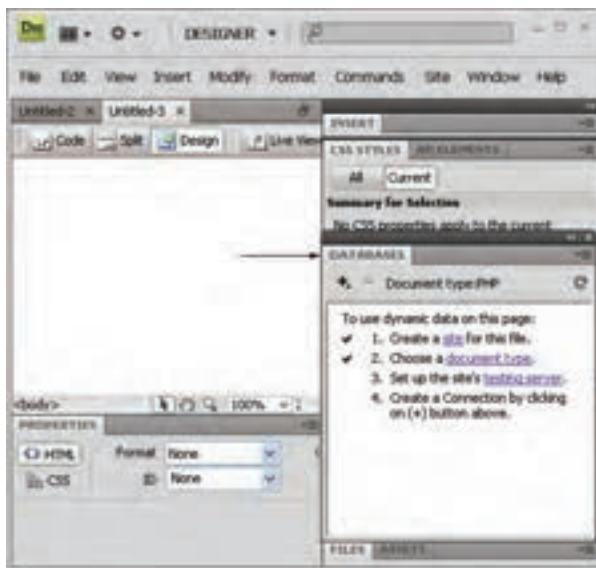 Dw DESIGNER
File Edit View Insert Modify Format Commands Site Window Help
Untitled-2 × Untitled-3 ×
Code Split Design Live View
INSERT
CSS STYLES AP ELEMENTS
All Current
Summary for Selection
No CSS properties apply to the current
DATABASES
Document type:PHP
To use dynamic data on this page:
✔ 1. Create a site for this file.
✔ 2. Choose a document type.
3. Set up the site's testing server.
4. Create a Connection by clicking
on (+) button above.
<body> 100%
PROPERTIES
<> HTML Format None
CSS ID None
FILES ASSETS